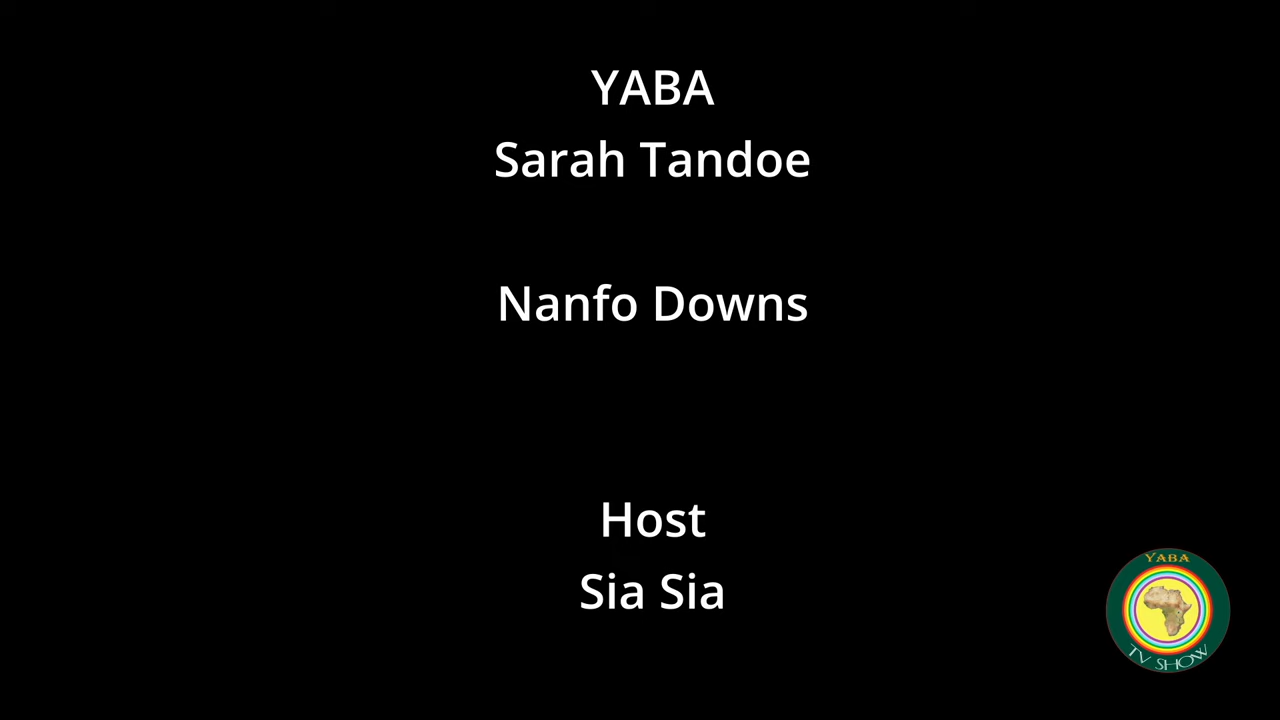 YABA
Sarah Tandoe
Nanfo Downs
Host
Sia Sia
YABA
TV SHOW